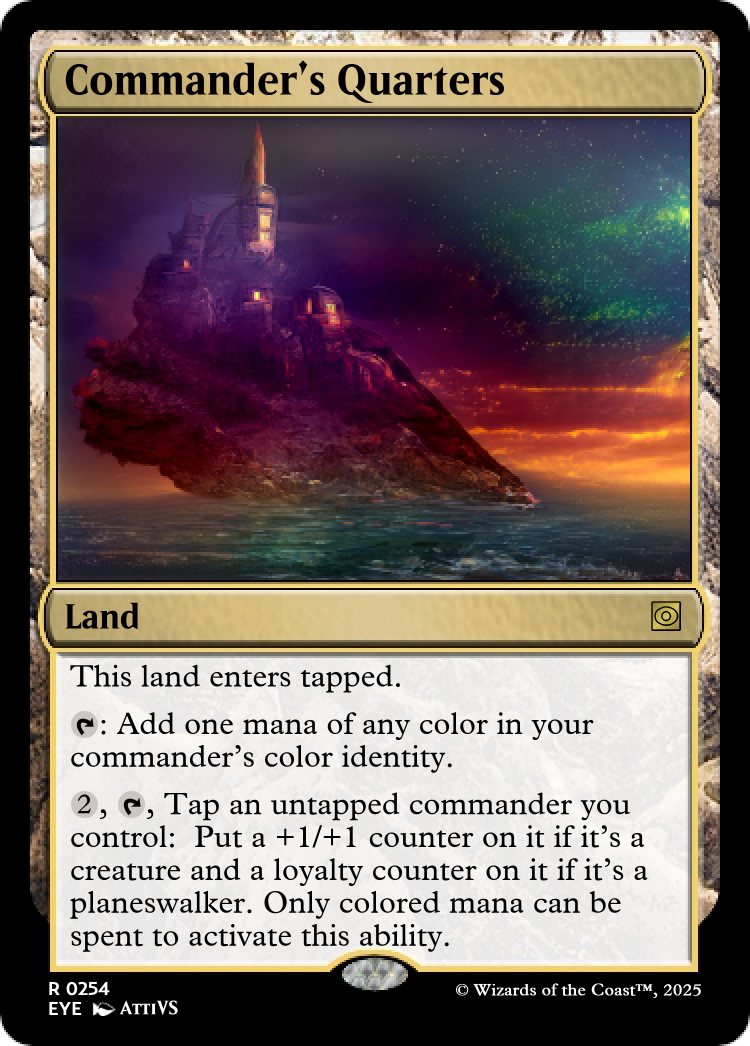 Commander's Quarters
Land
This land enters tapped.
: Add one mana of any color in your
commander's color identity.
2, , Tap an untapped commander you
control:  Put a +1/+1 counter on it if it's a
creature and a loyalty counter on it if it's a
planeswalker. Only colored mana can be
spent to activate this ability.
R 0254
EYE AttiVS
© Wizards of the Coast™, 2025